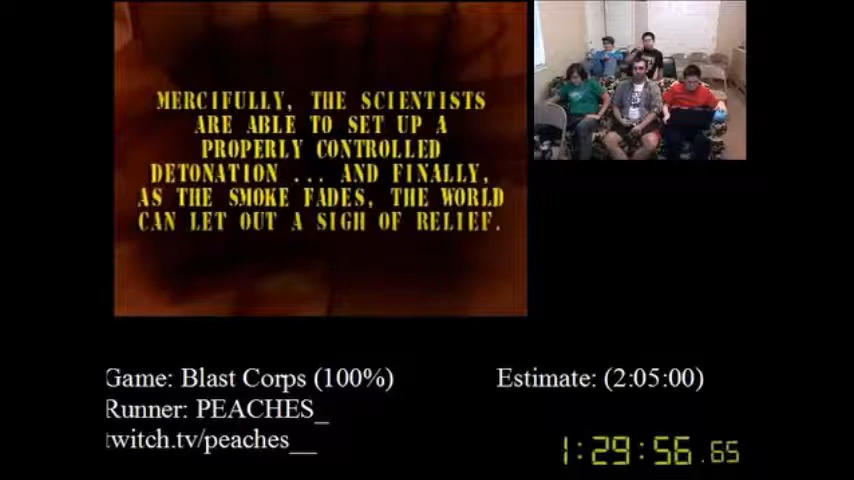 MERCIFULLY, THE SCIENTISTS
ARE ABLE TO SET UP A
PROPERLY CONTROLLED
DETONATION ... AND FINALLY,
AS THE SMOKE FADES, THE WORLD
CAN LET OUT A SIGH OF RELIEF.
Game: Blast Corps (100%)
Estimate: (2:05:00)
Runner: PEACHES_
twitch.tv/peaches__
1:29:56.65